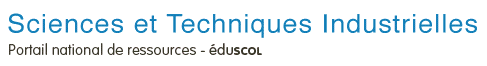 Sciences et Techniques Industrielles
Portail national de ressources - éduscol